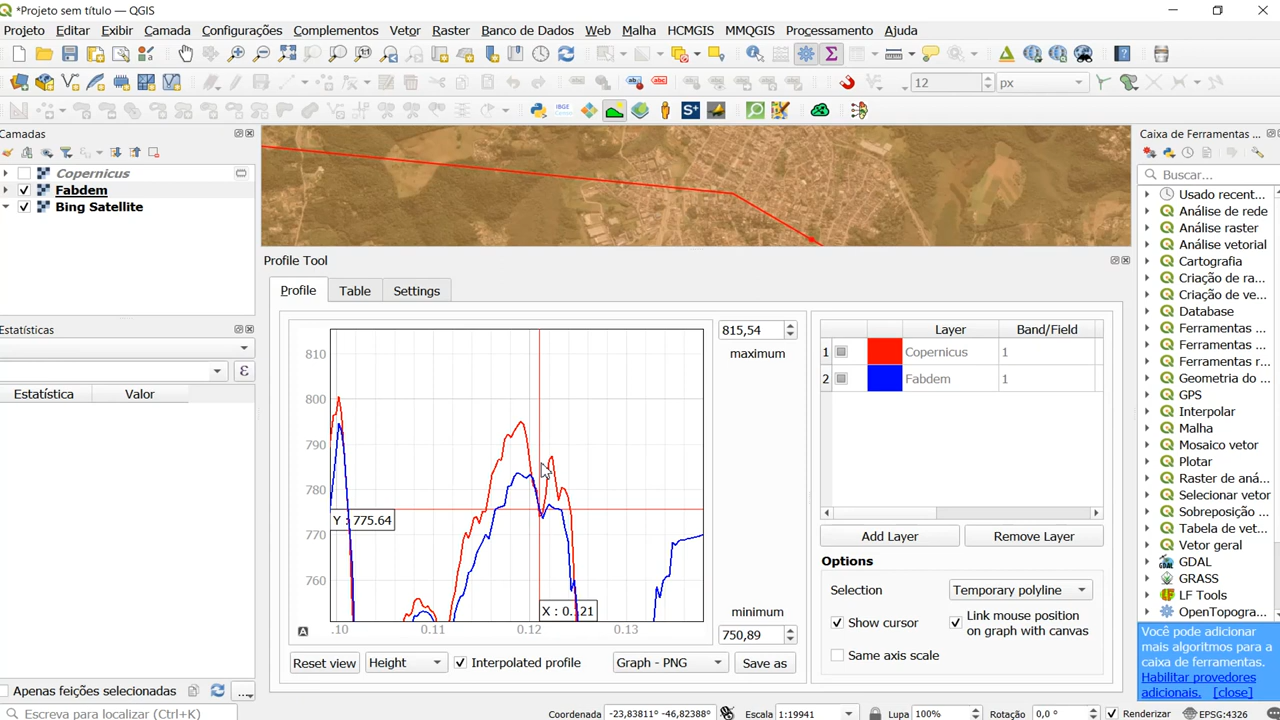 *Projeto sem título — QGIS
Projeto Editar Exibir Camada Configurações Complementos Vetor Raster Banco de Dados Web Malha HCMGIS MMQGIS Processamento Ajuda
12 px
IBGE
Camadas
Caixa de Ferramentas ...
Copernicus
Fabdem
Bing Satellite
Buscar...
Usado recent...
Análise de rede
Análise raster
Análise vetorial
Cartografia
Criação de ra...
Criação de ve...
Database
Ferramentas ...
Ferramentas ...
Ferramentas r...
Geometria do ...
GPS
Interpolar
Malha
Mosaico vetor
Plotar
Raster de aná...
Selecionar vetor
Sobreposição ...
Tabela de vet...
Vetor geral
GDAL
GRASS
LF Tools
OpenTopogra...
Você pode adicionar
mais algoritmos para a
caixa de ferramentas.
Habilitar provedores
adicionais. [close]
Estatísticas
Estatística Valor
Apenas feições selecionadas
...
Profile Tool
Profile Table Settings
810
800
790
780
770
760
Y : 775.64
X : 0.121
.10 0.11 0.12 0.13
815,54
maximum
minimum
750,89
Layer Band/Field
1 Copernicus 1
2 Fabdem 1
Add Layer Remove Layer
Options
Selection Temporary polyline
Show cursor
Link mouse position
on graph with canvas
Same axis scale
Reset view Height Interpolated profile Graph - PNG Save as
Escreva para localizar (Ctrl+K) Coordenada -23,83811° -46,82388° Escala 1:19941 Lupa 100% Rotação 0,0 ° Renderizar EPSG:4326